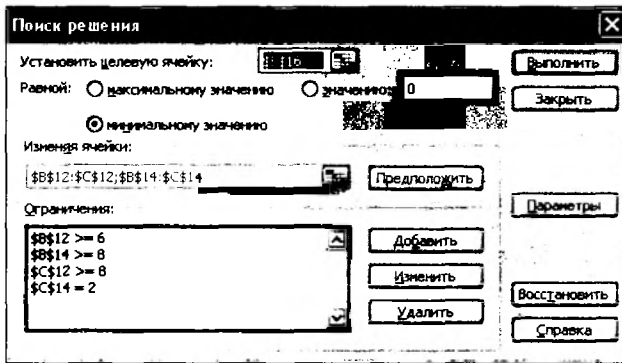 Поиск решения
Установить целевую ячейку:
Равной:
максимальному значению
значению:
0
минимальному значению
Выполнить
Закрыть
Изменяя ячейки:
$B$12:$C$12;$B$14:$C$14
Предположить
Ограничения:
$B$12 >= 6
$B$14 >= 8
$C$12 >= 8
$C$14 = 2
Добавить
Изменить
Удалить
Параметры
Восстановить
Справка